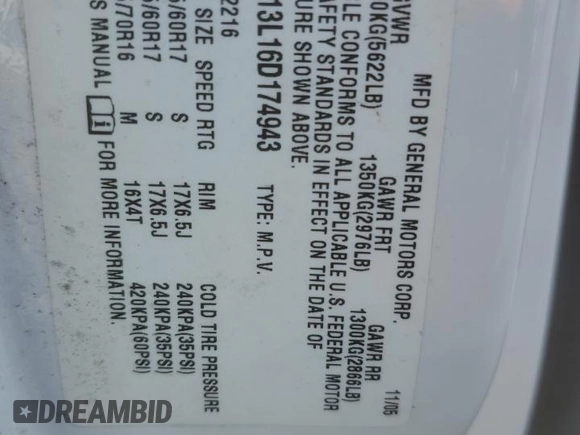 MFD BY GENERAL MOTORS CORP. 11/06
GVWR GAWR FRT GAWR RR
0KG(5622LB) 1350KG(2976LB) 1300KG(2866LB)
LE CONFORMS TO ALL APPLICABLE U.S. FEDERAL MOTOR
AFETY STANDARDS IN EFFECT ON THE DATE OF
URE SHOWN ABOVE.
13L16D174943 TYPE: M.P.V.
2216
SIZE SPEED RTG RIM COLD TIRE PRESSURE
/60R17 S 17X6.5J 240KPA(35PSI)
5/60R17 S 17X6.5J 240KPA(35PSI)
/70R16 M 16X4T 420KPA(60PSI)
S MANUAL i FOR MORE INFORMATION.
DREAMBID